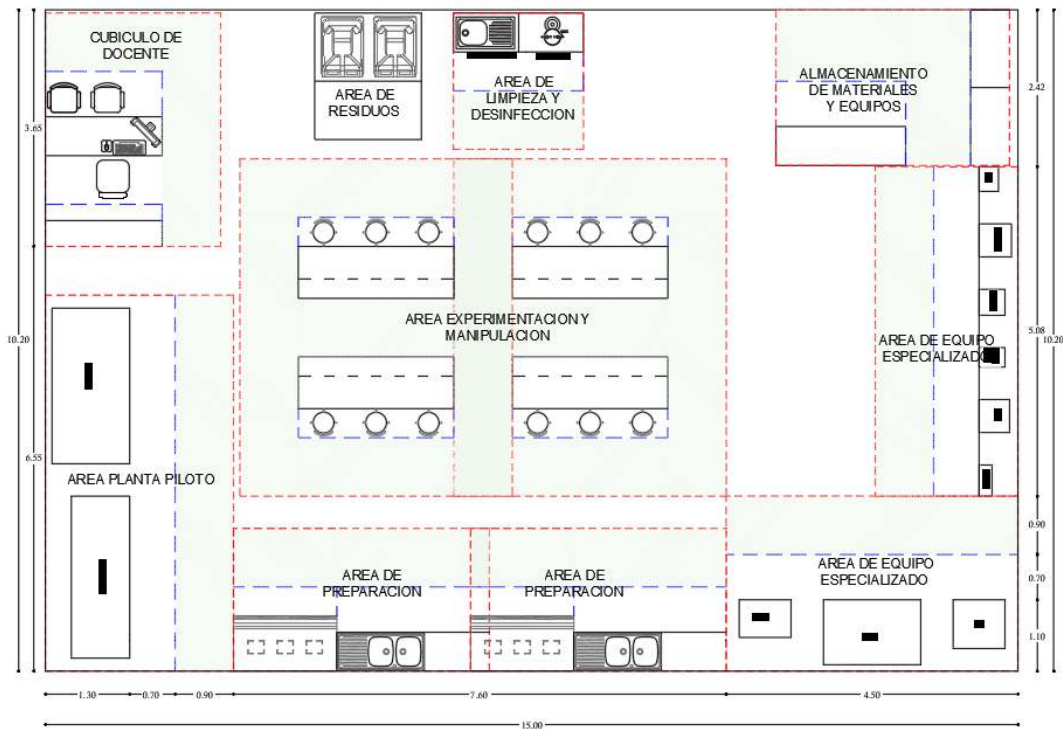 CUBICULO DE
DOCENTE
AREA DE
RESIDUOS
AREA DE
LIMPIEZA Y
DESINFECCION
ALMACENAMIENTO
DE MATERIALES
Y EQUIPOS
2.42
3.65
AREA EXPERIMENTACION Y
MANIPULACION
AREA DE EQUIPO
ESPECIALIZADO
5.08
10.20
10.20
6.55
AREA PLANTA PILOTO
AREA DE
PREPARACION
AREA DE
PREPARACION
AREA DE EQUIPO
ESPECIALIZADO
0.90
0.70
1.10
1.30
0.70
0.90
7.60
4.50
15.00